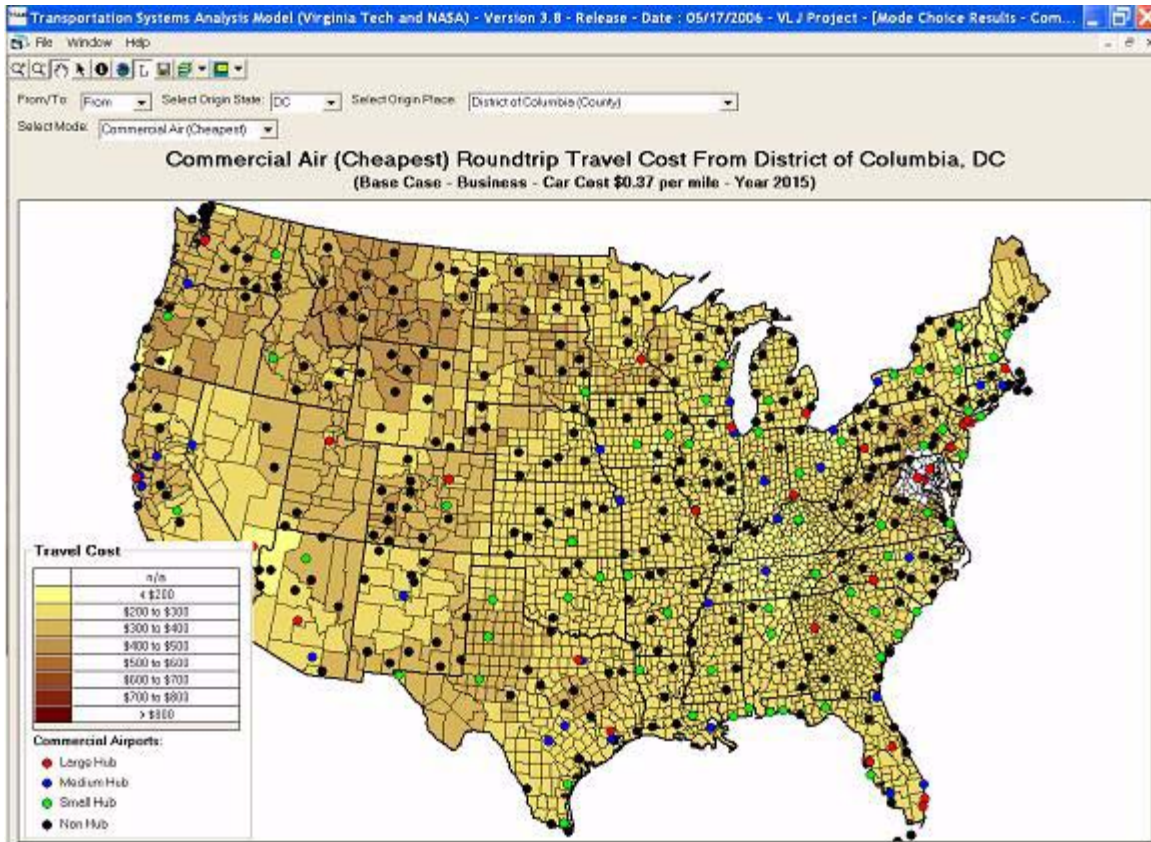 Transportation Systems Analysis Model (Virginia Tech and NASA) - Version 3.8 - Release - Date : 05/17/2006 - VLJ Project - [Mode Choice Results - Com...
File Window Help
From/To: From Select Origin State: DC Select Origin Place: District of Columbia (County)
Select Mode: Commercial Air (Cheapest)
Commercial Air (Cheapest) Roundtrip Travel Cost From District of Columbia, DC
(Base Case - Business - Car Cost $0.37 per mile - Year 2015)
Travel Cost
n/a
< $200
$200 to $300
$300 to $400
$400 to $500
$500 to $600
$600 to $700
$700 to $800
> $800
Commercial Airports:
Large Hub
Medium Hub
Small Hub
Non Hub